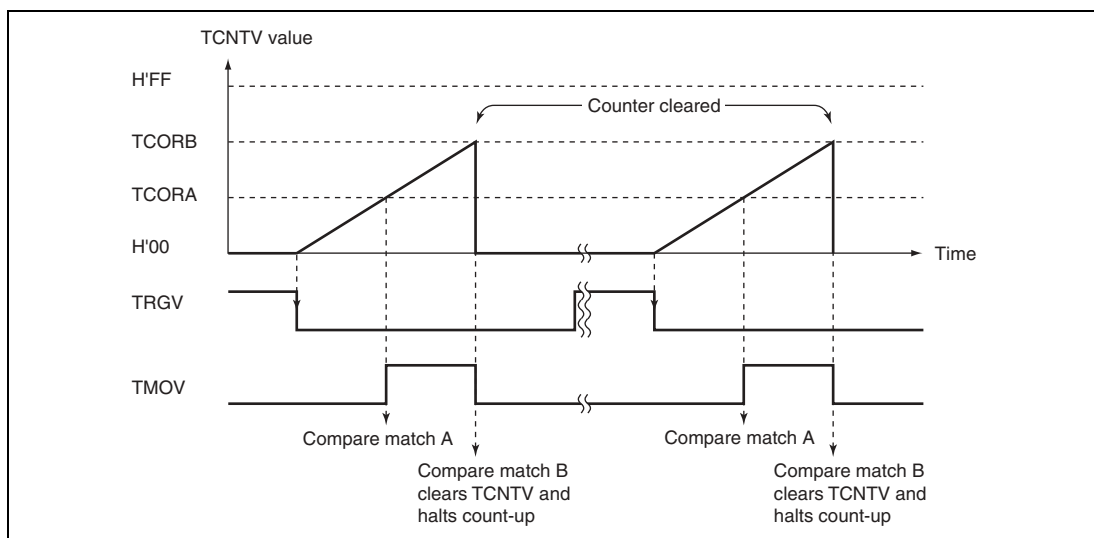 TCNTV value
H'FF
Counter cleared
TCORB
TCORA
H'00
Time
TRGV
TMOV
Compare match A
Compare match A
Compare match B
clears TCNTV and
halts count-up
Compare match B
clears TCNTV and
halts count-up